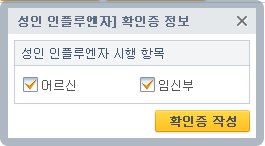 성인 인플루엔자] 확인증 정보
성인 인플루엔자 시행 항목
어르신 임신부
확인증 작성